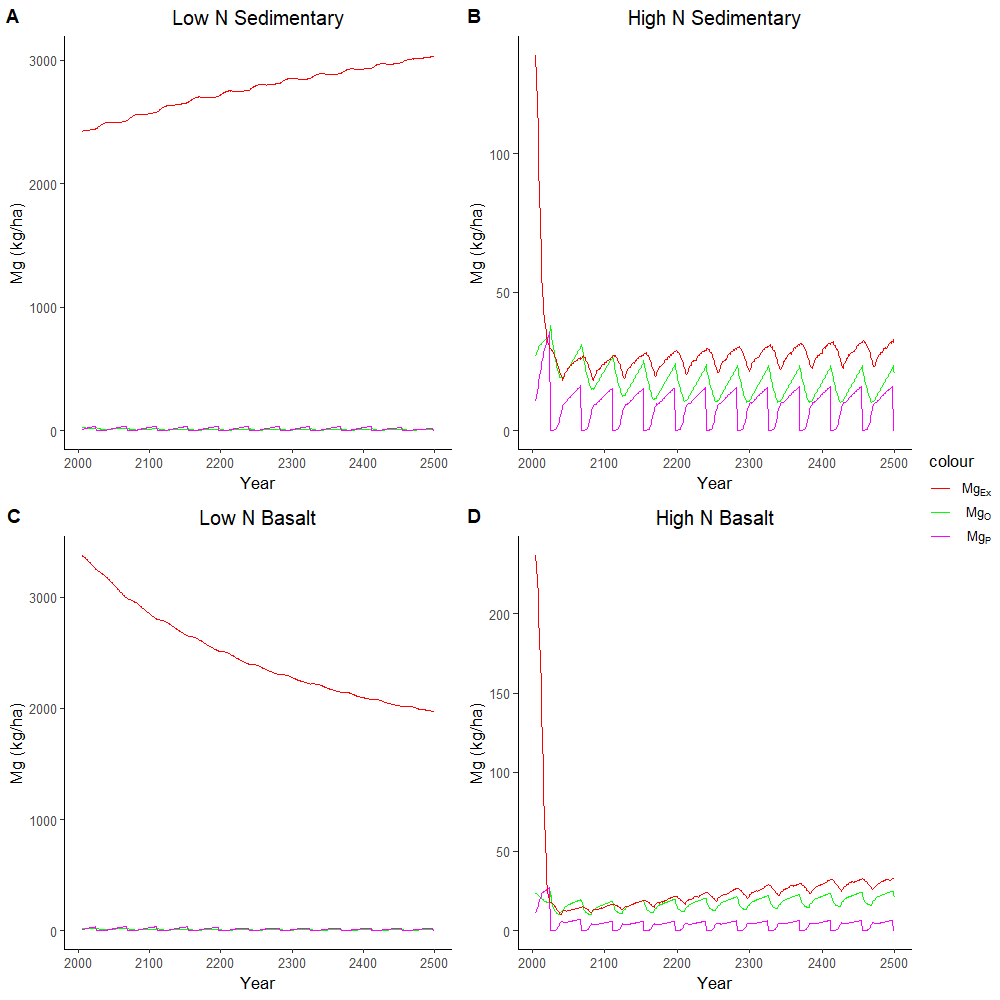 A
Low N Sedimentary
Mg (kg/ha)
3000
2000
1000
0
2000 2100 2200 2300 2400 2500
Year
B
High N Sedimentary
Mg (kg/ha)
100
50
0
2000 2100 2200 2300 2400 2500
Year
colour
MgEx
MgO
MgP
C
Low N Basalt
Mg (kg/ha)
3000
2000
1000
0
2000 2100 2200 2300 2400 2500
Year
D
High N Basalt
Mg (kg/ha)
200
150
100
50
0
2000 2100 2200 2300 2400 2500
Year